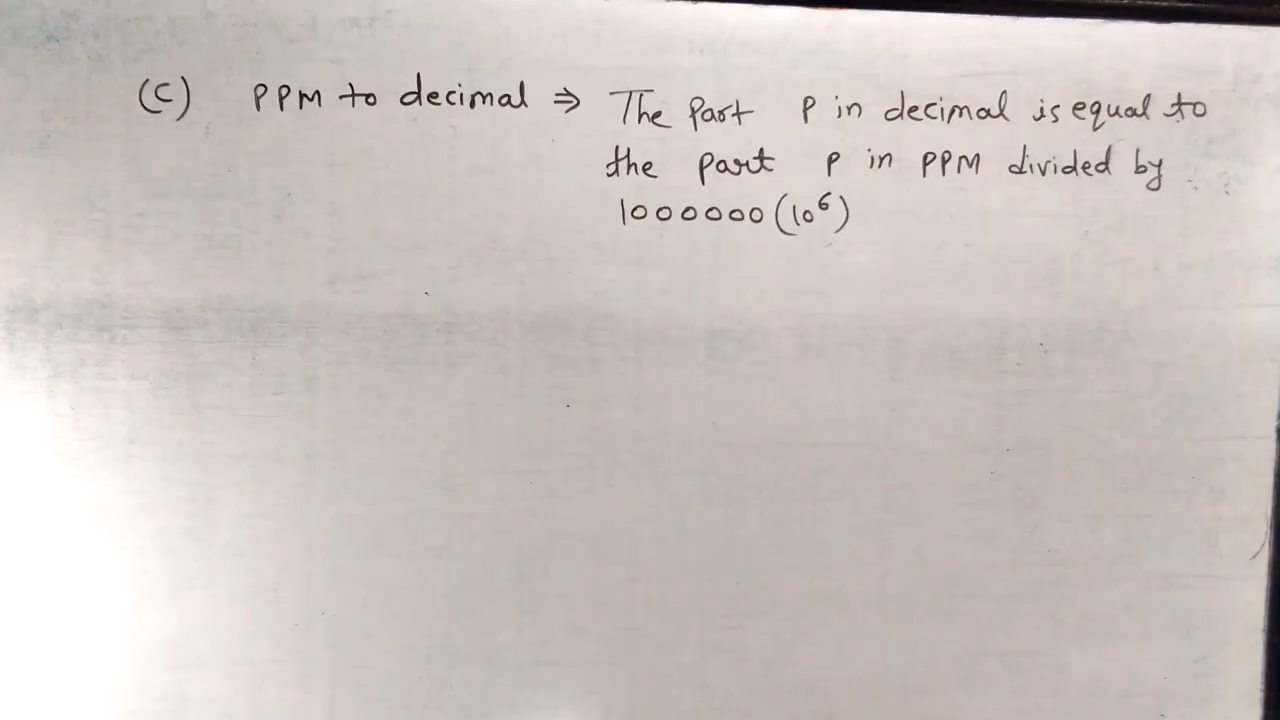 (C) PPM to decimal ⇒ The part P in decimal is equal to
the part P in PPM divided by
1000000 (10⁶)